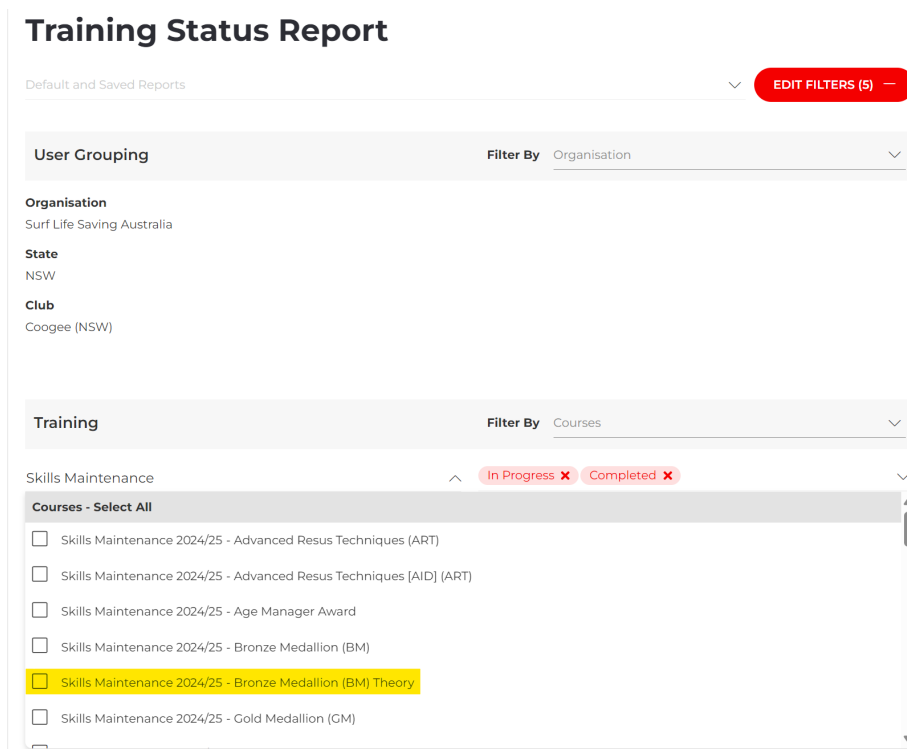 Training Status Report
Default and Saved Reports
EDIT FILTERS (5)
User Grouping
Filter By Organisation
Organisation
Surf Life Saving Australia
State
NSW
Club
Coogee (NSW)
Training
Filter By Courses
Skills Maintenance
In Progress Completed
Courses - Select All
Skills Maintenance 2024/25 - Advanced Resus Techniques (ART)
Skills Maintenance 2024/25 - Advanced Resus Techniques [AID] (ART)
Skills Maintenance 2024/25 - Age Manager Award
Skills Maintenance 2024/25 - Bronze Medallion (BM)
Skills Maintenance 2024/25 - Bronze Medallion (BM) Theory
Skills Maintenance 2024/25 - Gold Medallion (GM)